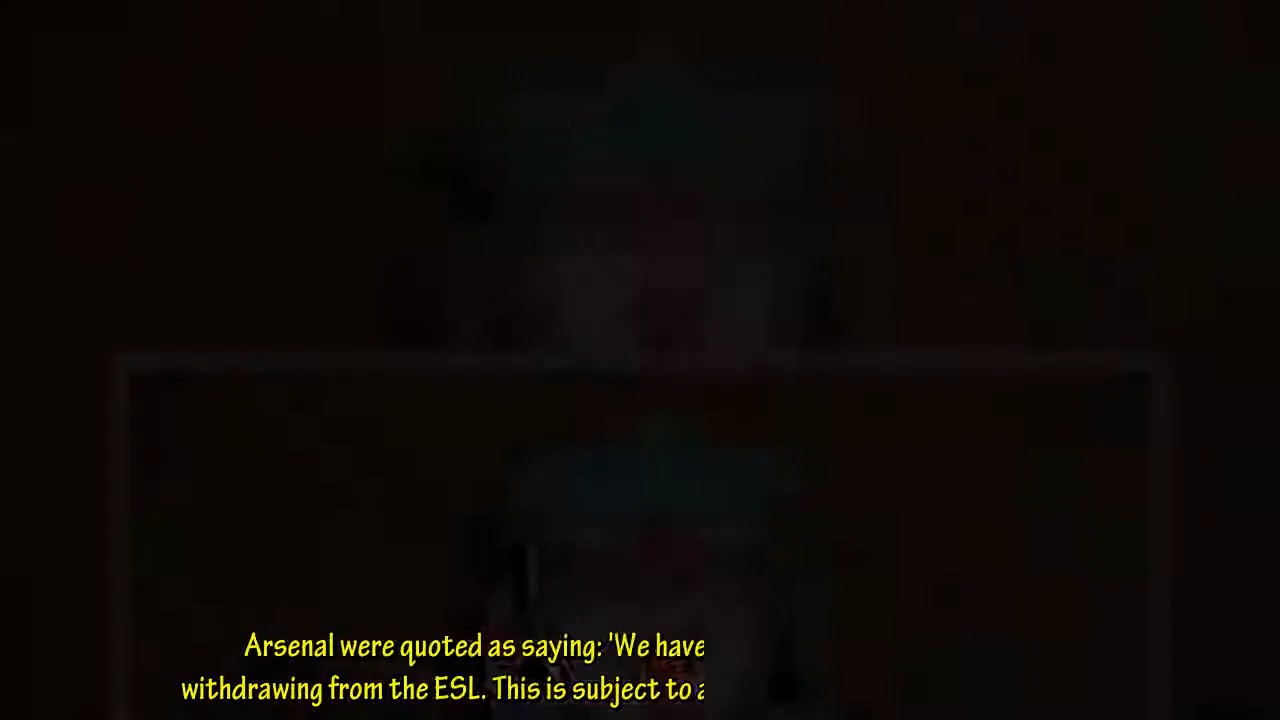 Arsenal were quoted as saying: 'We have
withdrawing from the ESL. This is subject to